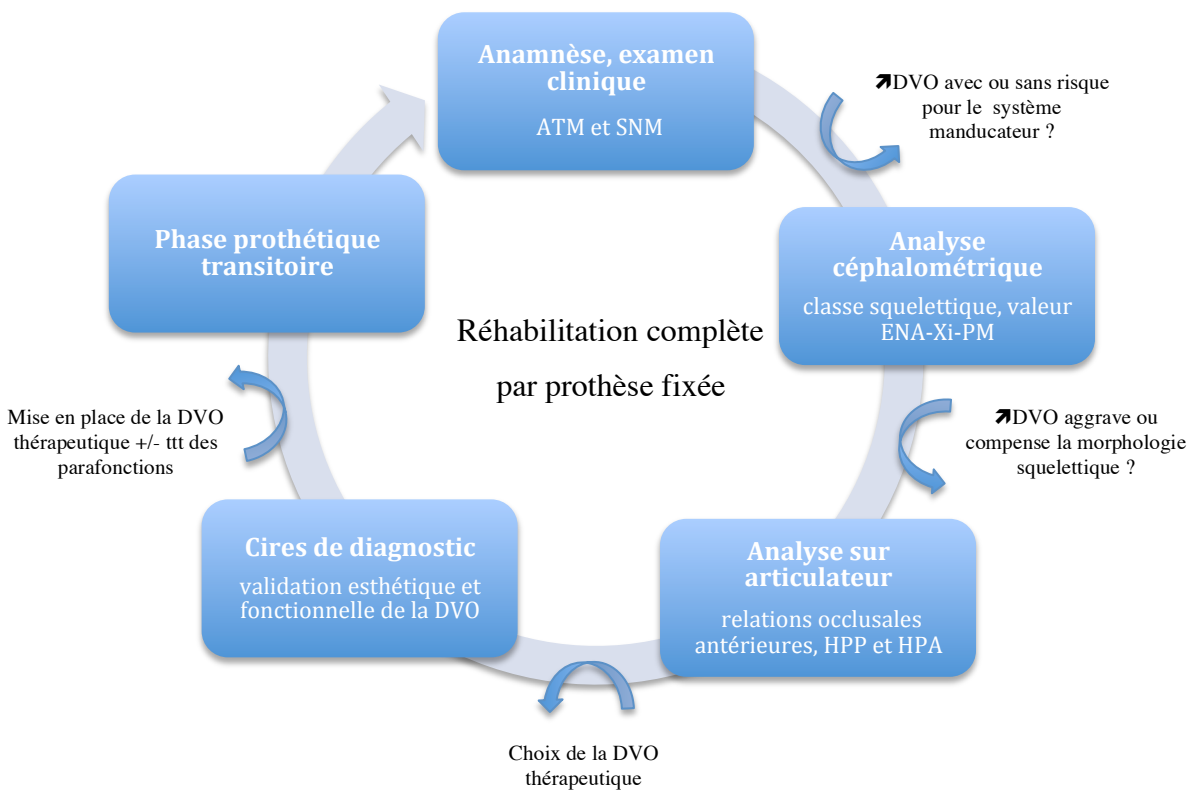 Anamnèse, examen
clinique
ATM et SNM
↗DVO avec ou sans risque
pour le système
manducateur ?
Analyse
céphalométrique
classe squelettique, valeur
ENA-Xi-PM
↗DVO aggrave ou
compense la morphologie
squelettique ?
Analyse sur
articulateur
relations occlusales
antérieures, HPP et HPA
Choix de la DVO
thérapeutique
Cires de diagnostic
validation esthétique et
fonctionnelle de la DVO
Mise en place de la DVO
thérapeutique +/- ttt des
parafonctions
Phase prothétique
transitoire
Réhabilitation complète
par prothèse fixée